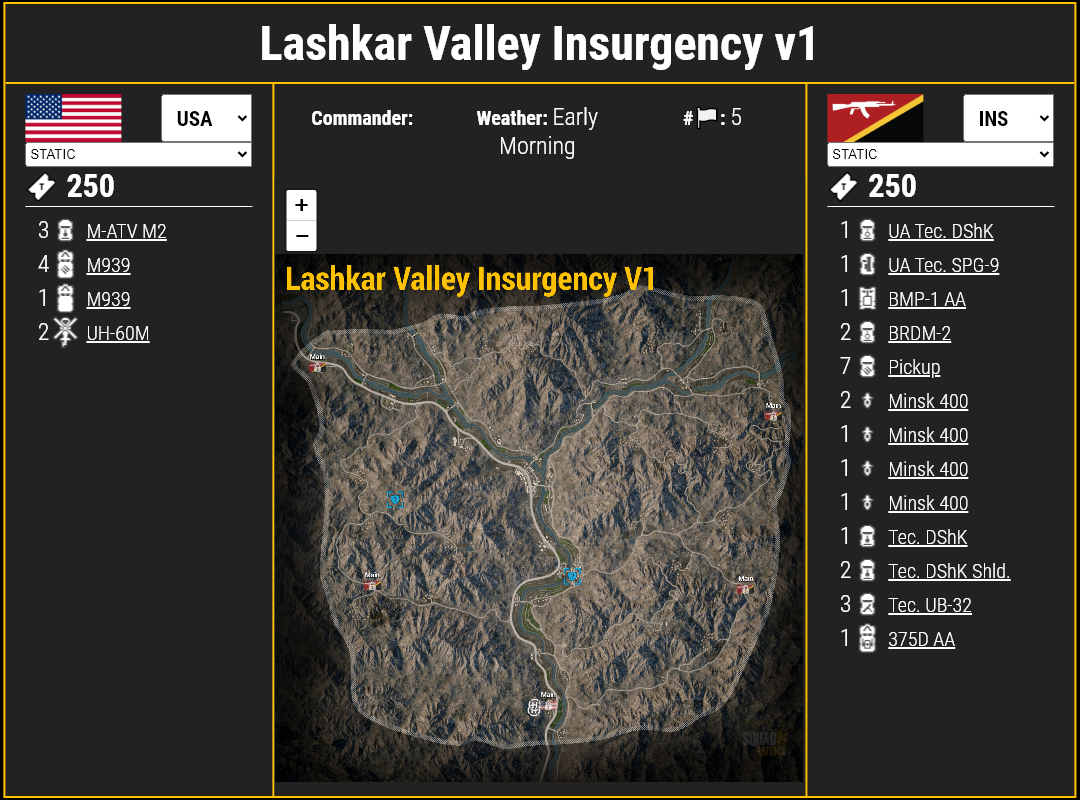 Lashkar Valley Insurgency v1
USA
STATIC
250
3 M-ATV M2
4 M939
1 M939
2 UH-60M
Commander:
Weather: Early
Morning
#: 5
+
−
Lashkar Valley Insurgency V1
Main
Main
Main
Main
Main
SQUAD
INS
STATIC
250
1 UA Tec. DShK
1 UA Tec. SPG-9
1 BMP-1 AA
2 BRDM-2
7 Pickup
2 Minsk 400
1 Minsk 400
1 Minsk 400
1 Minsk 400
1 Tec. DShK
2 Tec. DShK Shld.
3 Tec. UB-32
1 375D AA